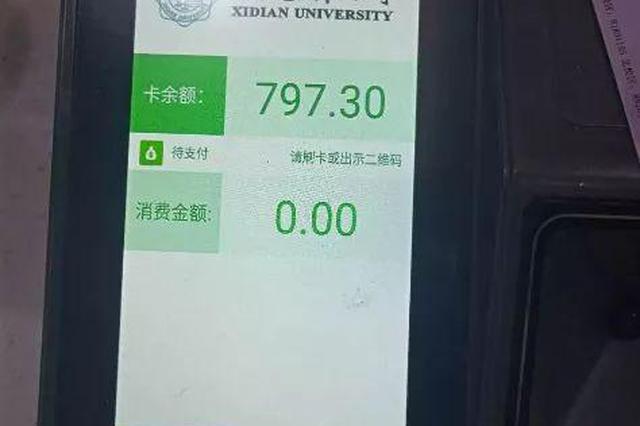 XIDIAN UNIVERSITY
卡余额: 797.30
待支付 请刷卡或出示二维码
消费金额: 0.00